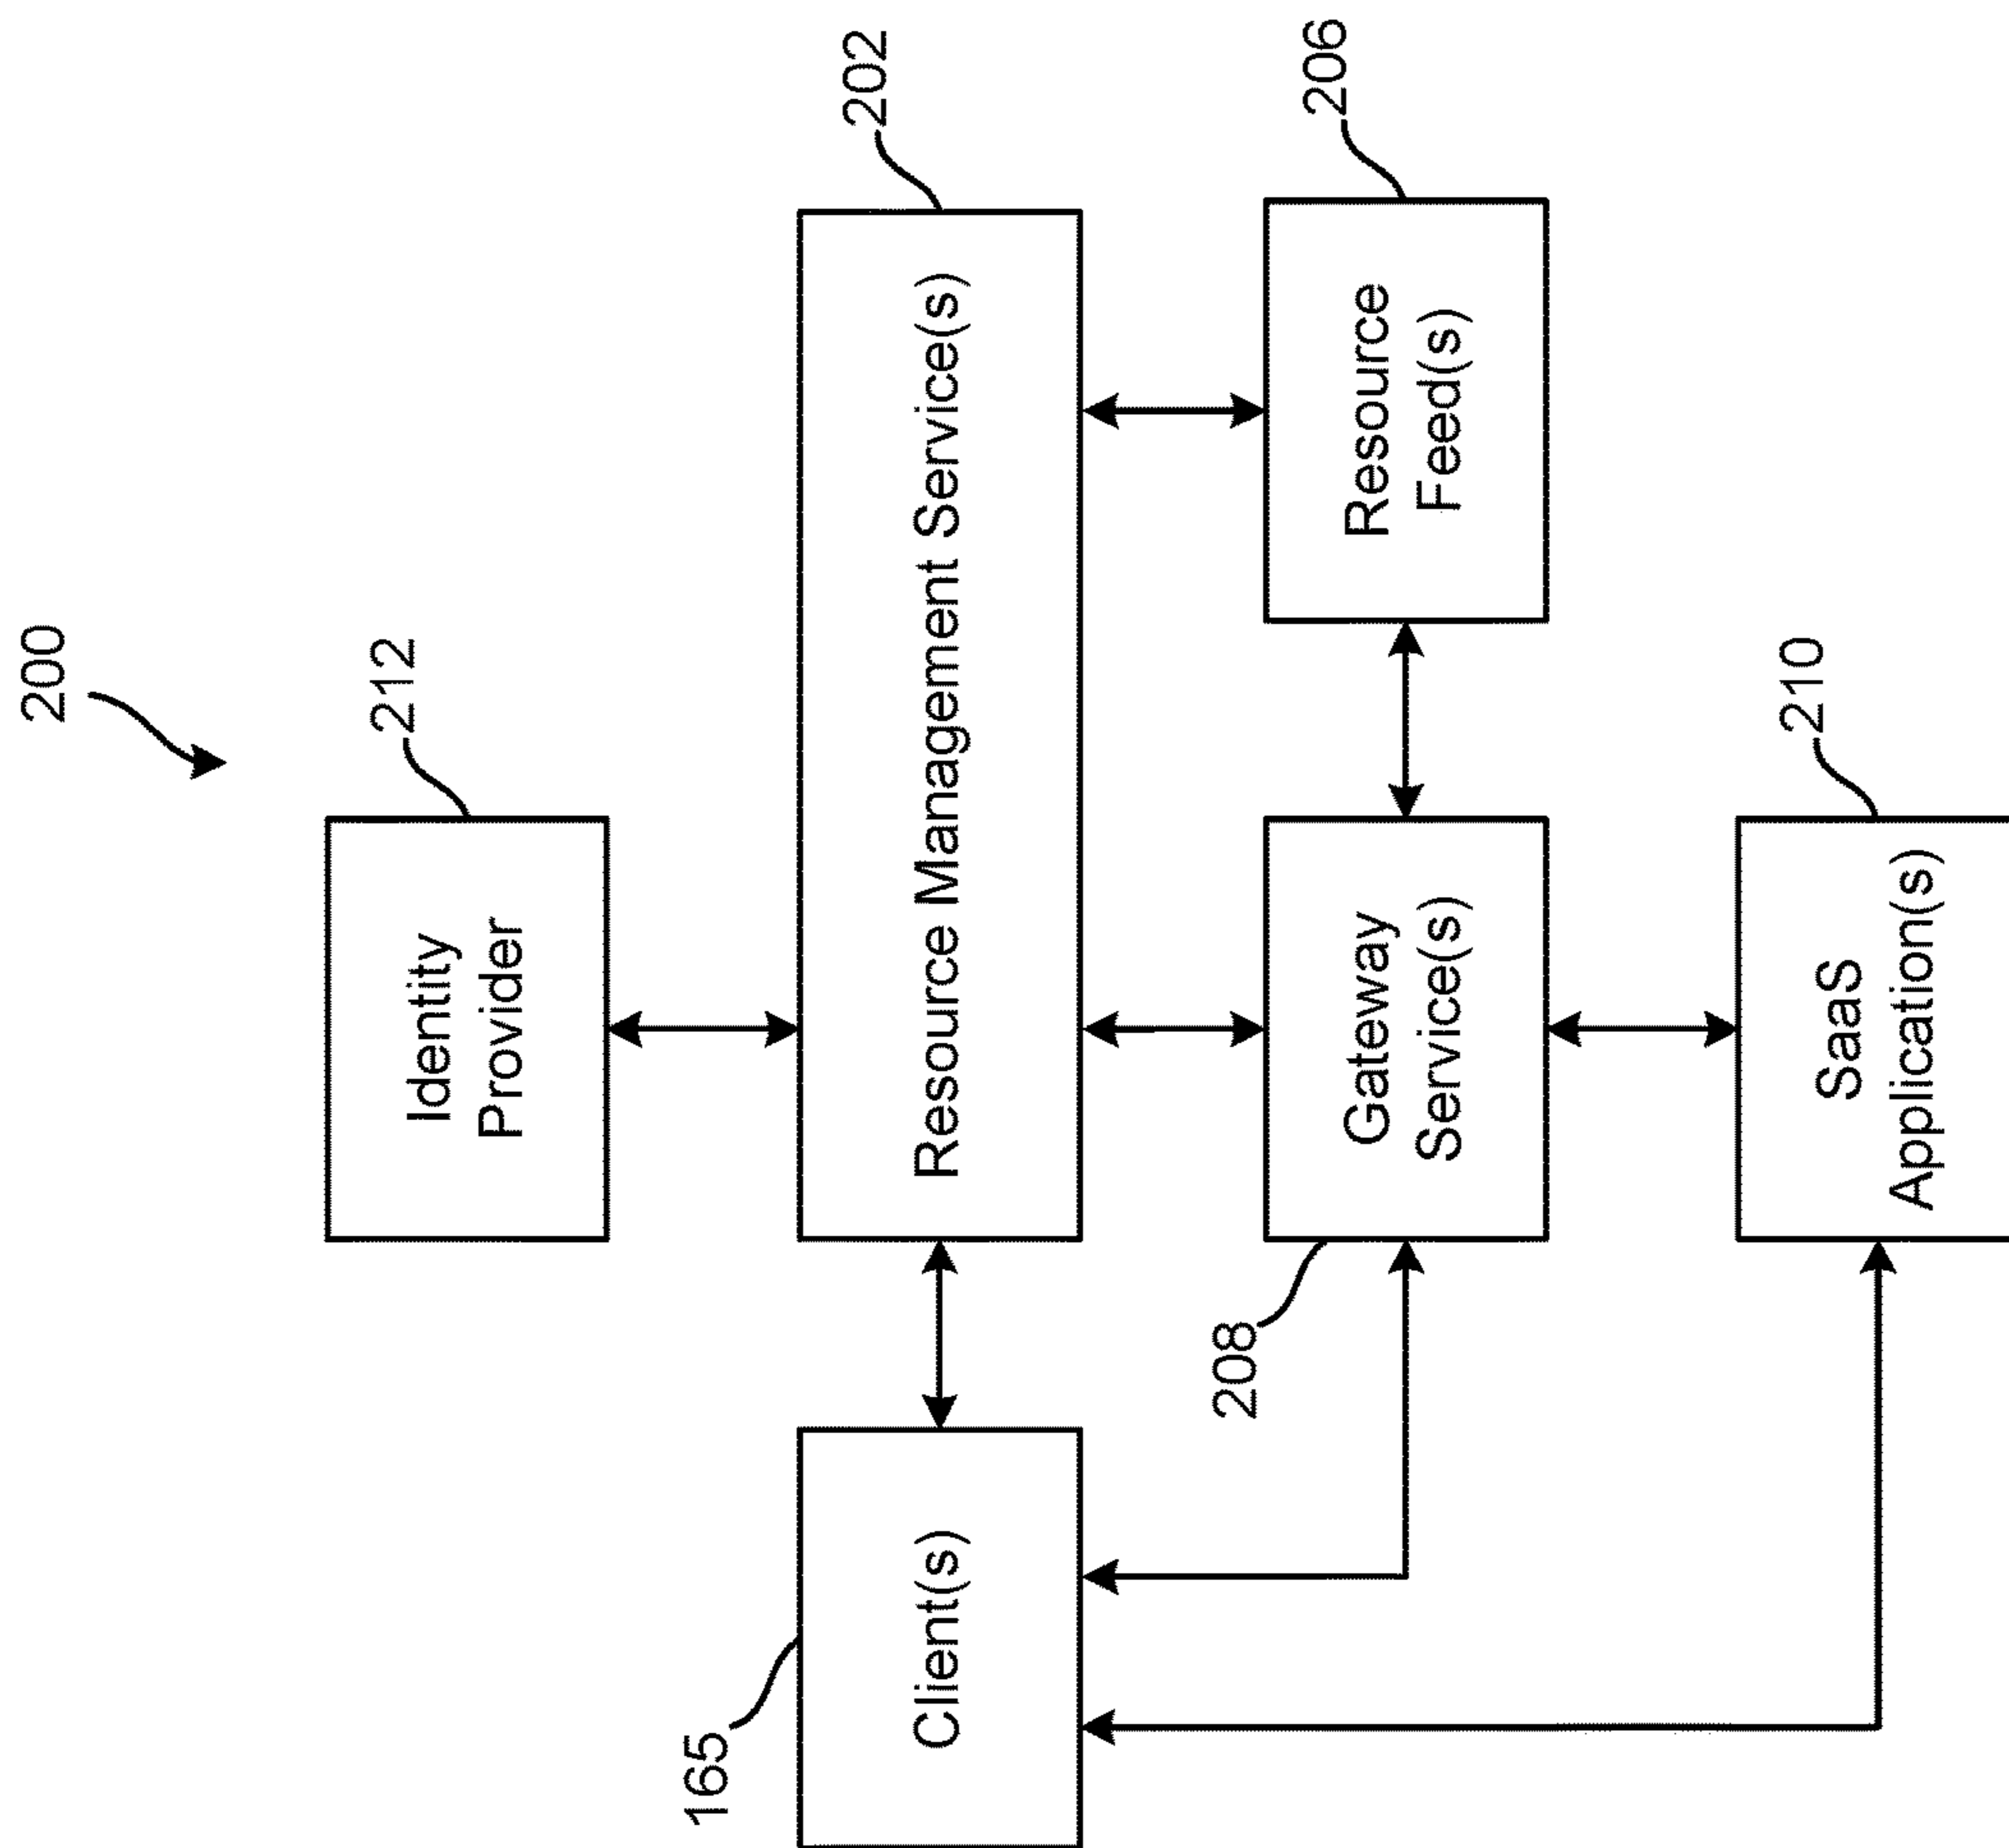 200
212
Identity
Provider
202
Resource Management Service(s)
165
Client(s)
208
Gateway
Service(s)
206
Resource
Feed(s)
210
SaaS
Application(s)